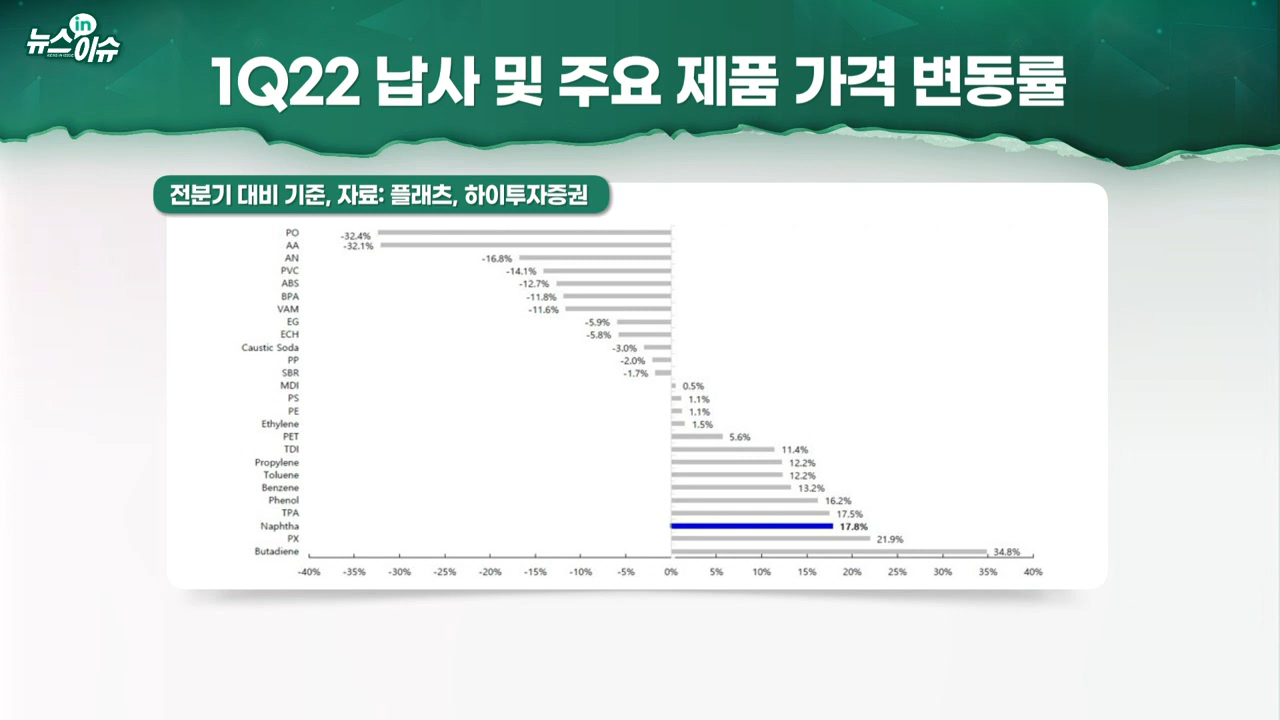 뉴스in이슈
1Q22 납사 및 주요 제품 가격 변동률
전분기 대비 기준, 자료: 플래츠, 하이투자증권
PO -32.4%
AA -32.1%
AN -16.8%
PVC -14.1%
ABS -12.7%
BPA -11.8%
VAM -11.6%
EG -5.9%
ECH -5.8%
Caustic Soda -3.0%
PP -2.0%
SBR -1.7%
MDI 0.5%
PS 1.1%
PE 1.1%
Ethylene 1.5%
PET 5.6%
TDI 11.4%
Propylene 12.2%
Toluene 12.2%
Benzene 13.2%
Phenol 16.2%
TPA 17.5%
Naphtha 17.8%
PX 21.9%
Butadiene 34.8%
-40% -35% -30% -25% -20% -15% -10% -5% 0% 5% 10% 15% 20% 25% 30% 35% 40%